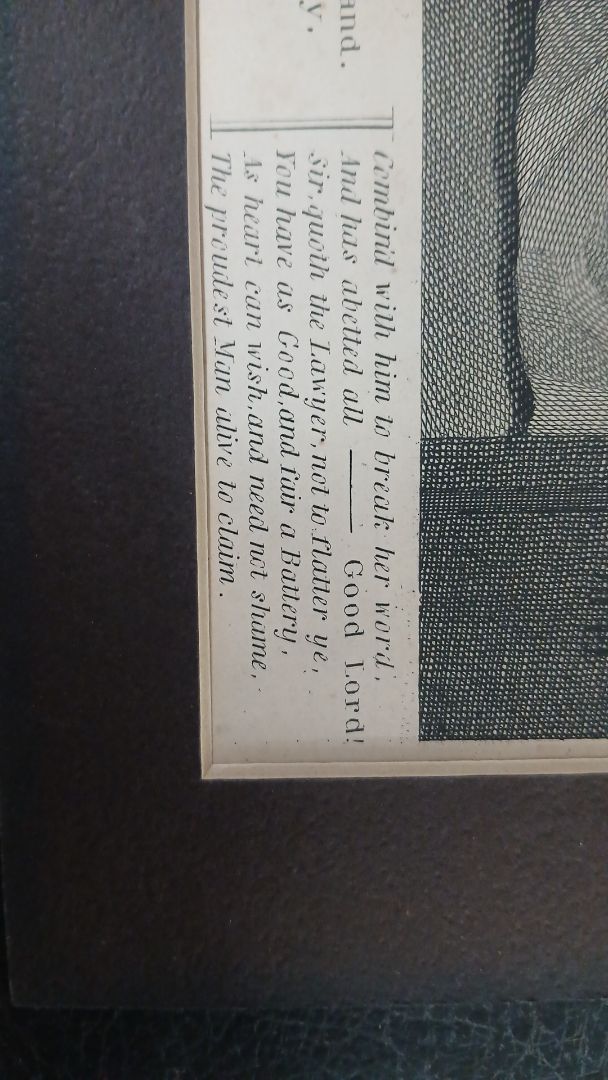 and.
y,
Combin'd with him to break her word,
And has abetted all —— Good Lord!
Sir, quoth the Lawyer, not to flatter ye,
You have as Good, and fair a Battery,
As heart can wish, and need not shame,
The proudest Man alive to claim.